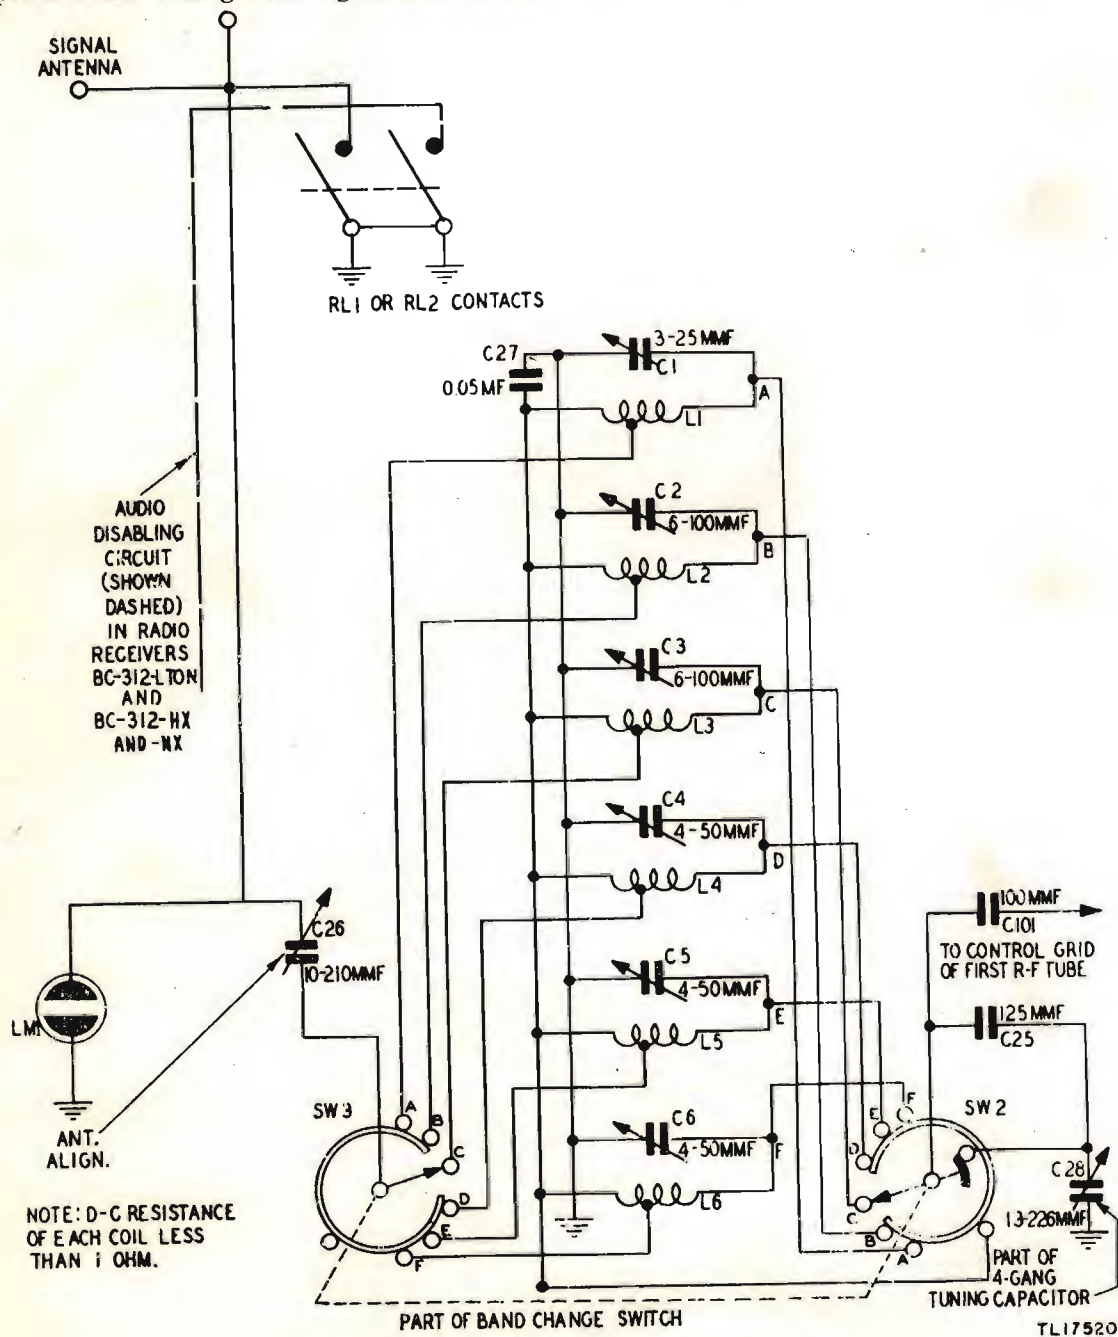 SIGNAL
ANTENNA
RL1 OR RL2 CONTACTS
C27
0.05MF
3-25MMF
C1
A
L1
C2
6-100MMF
B
L2
C3
6-100MMF
C
L3
C4
4-50MMF
D
L4
C5
4-50MMF
E
L5
C6
4-50MMF
F
L6
AUDIO
DISABLING
CIRCUIT
(SHOWN
DASHED)
IN RADIO
RECEIVERS
BC-312-L TO N
AND
BC-312-HX
AND-NX
C26
10-210MMF
LM1
ANT.
ALIGN.
NOTE: D-C RESISTANCE
OF EACH COIL LESS
THAN 1 OHM.
SW3
A
B
C
D
E
F
100MMF
C101
TO CONTROL GRID
OF FIRST R-F TUBE
125MMF
C25
SW2
F
E
D
C
B
A
C28
13-226MMF
PART OF
4-GANG
TUNING CAPACITOR
PART OF BAND CHANGE SWITCH
TL17520